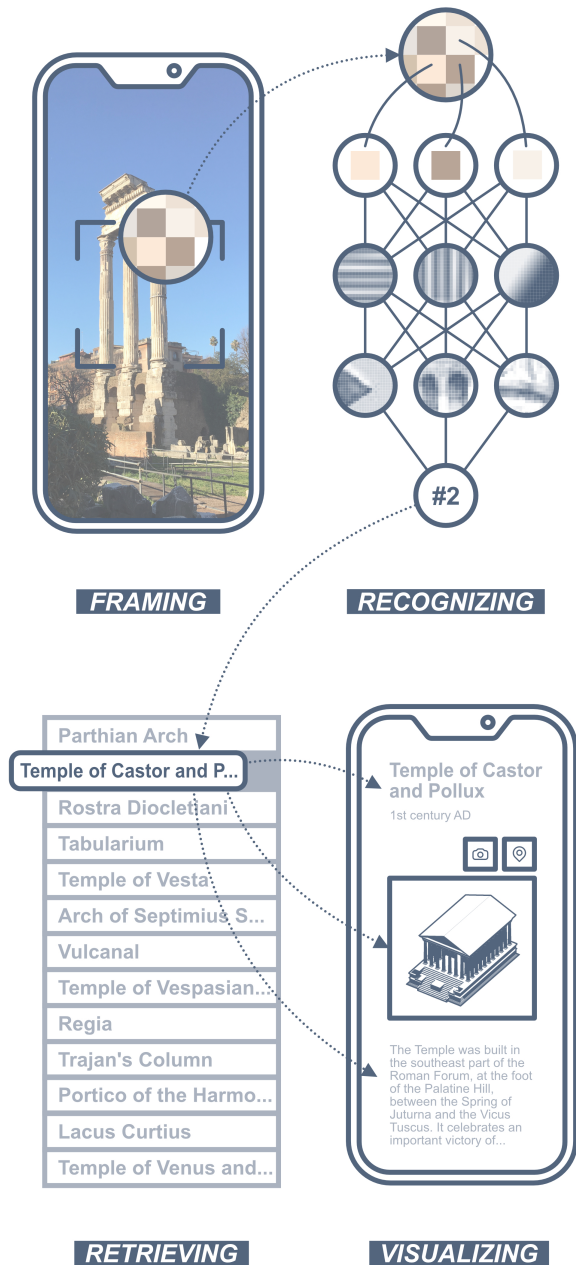 #2
FRAMING
RECOGNIZING
Parthian Arch
Temple of Castor and P...
Rostra Diocletiani
Tabularium
Temple of Vesta
Arch of Septimius S...
Vulcanal
Temple of Vespasian...
Regia
Trajan's Column
Portico of the Harmo...
Lacus Curtius
Temple of Venus and...
Temple of Castor
and Pollux
1st century AD
The Temple was built in
the southeast part of the
Roman Forum, at the foot
of the Palatine Hill,
between the Spring of
Juturna and the Vicus
Tuscus. It celebrates an
important victory of...
RETRIEVING
VISUALIZING